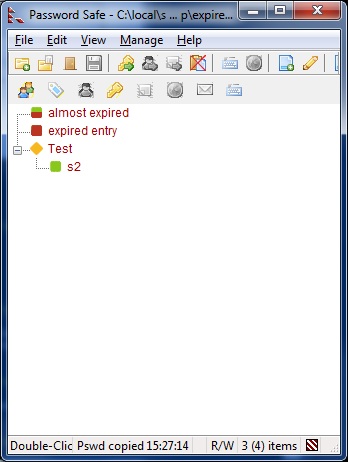 Password Safe - C:\local\s ... p\expire...
File Edit View Manage Help
almost expired
expired entry
Test
s2
Double-Clic Pswd copied 15:27:14 R/W 3 (4) items